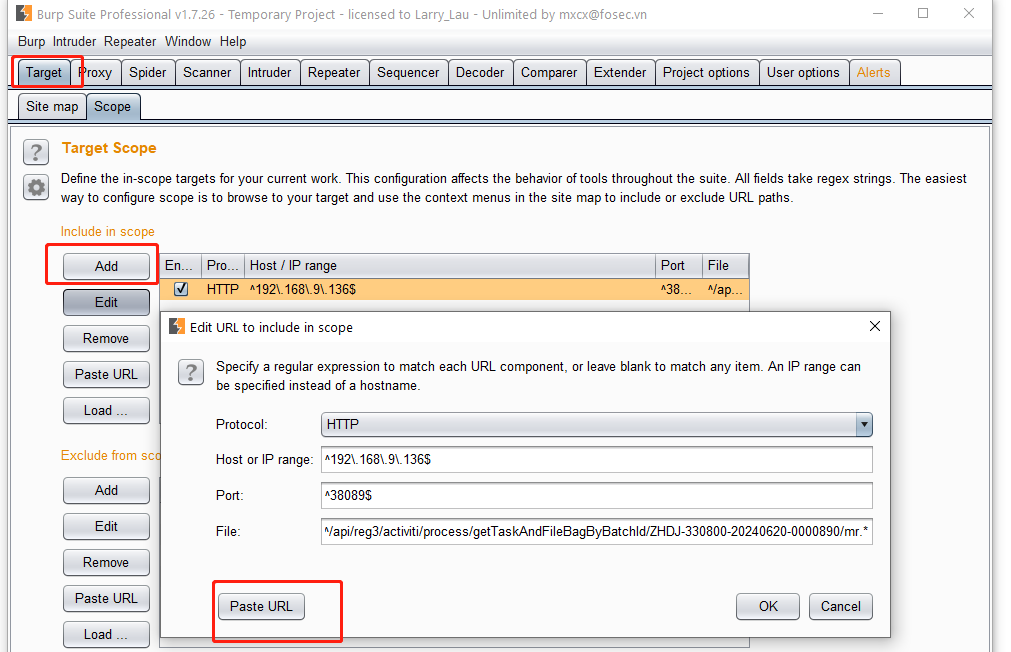 Burp Suite Professional v1.7.26 - Temporary Project - licensed to Larry_Lau - Unlimited by mxcx@fosec.vn
Burp Intruder Repeater Window Help
Target Proxy Spider Scanner Intruder Repeater Sequencer Decoder Comparer Extender Project options User options Alerts
Site map Scope
? Target Scope
Define the in-scope targets for your current work. This configuration affects the behavior of tools throughout the suite. All fields take regex strings. The easiest
way to configure scope is to browse to your target and use the context menus in the site map to include or exclude URL paths.
Include in scope
Add En... Pro... Host / IP range Port File
HTTP ^192\.168\.9\.136$ ^38... ^/ap...
Edit
Remove
Paste URL
Load ...
Exclude from sco
Add
Edit
Remove
Paste URL
Load ...
Edit URL to include in scope
? Specify a regular expression to match each URL component, or leave blank to match any item. An IP range can
be specified instead of a hostname.
Protocol: HTTP
Host or IP range: ^192\.168\.9\.136$
Port: ^38089$
File: ^/api/reg3/activiti/process/getTaskAndFileBagByBatchId/ZHDJ-330800-20240620-0000890/mr.*
Paste URL OK Cancel